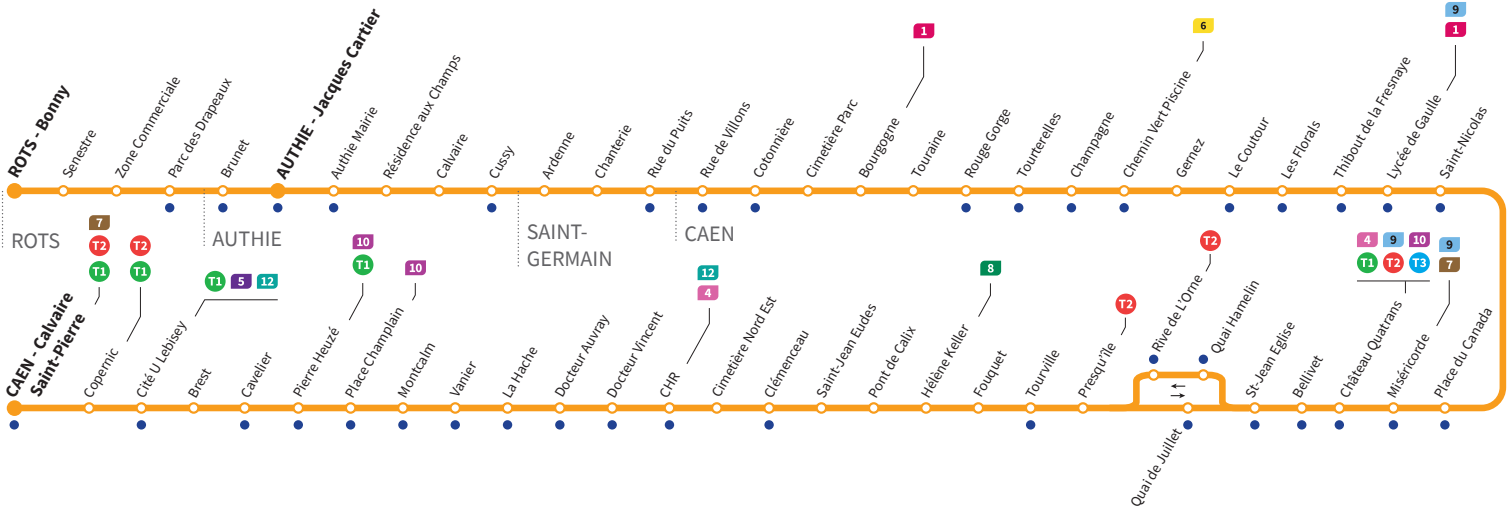 ROTS - Bonny
Senestre
Zone Commerciale
Parc des Drapeaux
Brunet
AUTHIE - Jacques Cartier
Authie Mairie
Résidence aux Champs
Calvaire
Cussy
Ardenne
Chanterie
Rue du Puits
Rue de Villons
Cotonnière
Cimetière Parc
Bourgogne
1
Touraine
Rouge Gorge
Tourterelles
Champagne
Chemin Vert Piscine
6
Gernez
Le Coutour
Les Florals
Thibout de la Fresnaye
Lycée de Gaulle
9
1
Saint-Nicolas
ROTS
AUTHIE
SAINT-
GERMAIN
CAEN
CAEN - Calvaire
Saint-Pierre
7
T2
T1
Copernic
T2
T1
Cité U Lebisey
T1 5 12
Brest
Cavelier
Pierre Heuzé
10
T1
Place Champlain
10
Montcalm
Vanier
La Hache
Docteur Auvray
Docteur Vincent
CHR
12
4
Cimetière Nord Est
Clémenceau
Saint-Jean Eudes
Pont de Calix
Hélène Keller
8
Fouquet
Tourville
Presqu'île
T2
Rive de L'Orne
T2
Quai Hamelin
Quai de Juillet
St-Jean Eglise
Bellivet
Château Quatrans
4 9 10
T1 T2 T3
Miséricorde
9
7
Place du Canada